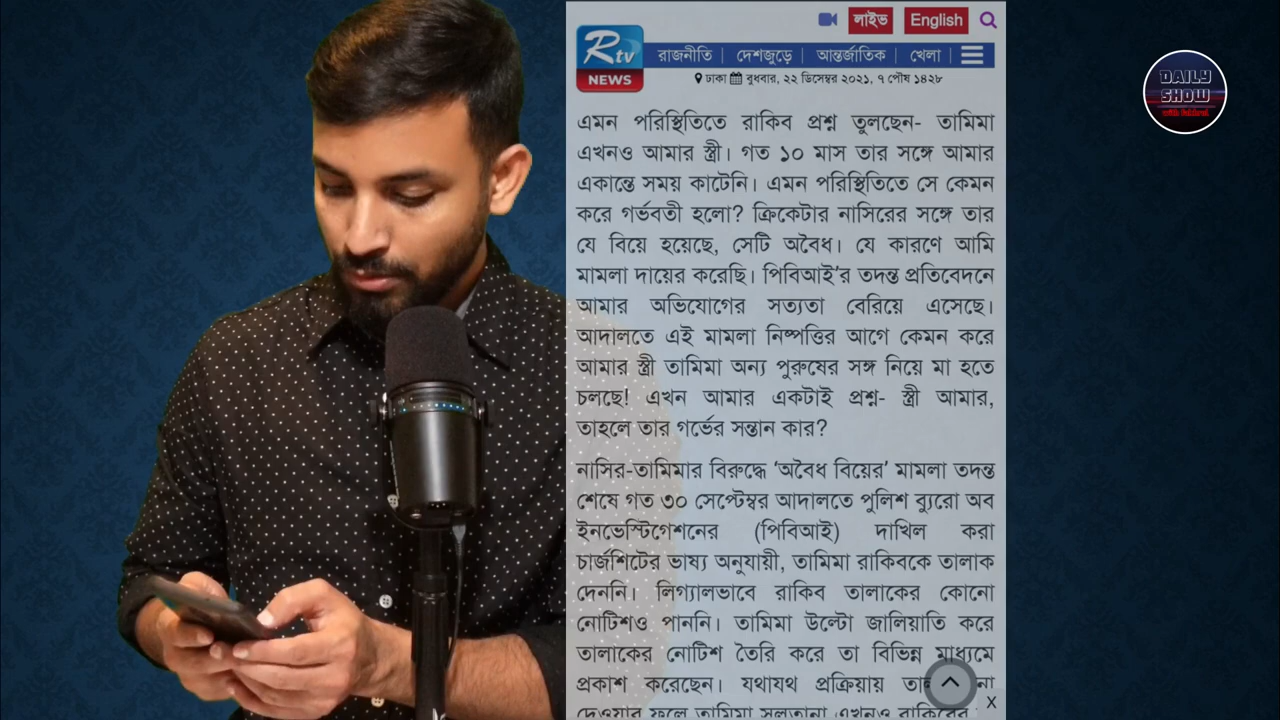 লাইভ English
Rtv
NEWS
রাজনীতি | দেশজুড়ে | আন্তর্জাতিক | খেলা |
ঢাকা বুধবার, ২২ ডিসেম্বর ২০২১, ৭ পৌষ ১৪২৮
DAILY
SHOW
এমন পরিস্থিতিতে রাকিব প্রশ্ন তুলছেন- তামিমা
এখনও আমার স্ত্রী। গত ১০ মাস তার সঙ্গে আমার
একান্তে সময় কাটেনি। এমন পরিস্থিতিতে সে কেমন
করে গর্ভবতী হলো? ক্রিকেটার নাসিরের সঙ্গে তার
যে বিয়ে হয়েছে, সেটি অবৈধ। যে কারণে আমি
মামলা দায়ের করেছি। পিবিআই’র তদন্ত প্রতিবেদনে
আমার অভিযোগের সত্যতা বেরিয়ে এসেছে।
আদালতে এই মামলা নিষ্পত্তির আগে কেমন করে
আমার স্ত্রী তামিমা অন্য পুরুষের সঙ্গ নিয়ে মা হতে
চলছে! এখন আমার একটাই প্রশ্ন- স্ত্রী আমার,
তাহলে তার গর্ভের সন্তান কার?
নাসির-তামিমার বিরুদ্ধে ‘অবৈধ বিয়ের’ মামলা তদন্ত
শেষে গত ৩০ সেপ্টেম্বর আদালতে পুলিশ ব্যুরো অব
ইনভেস্টিগেশনের (পিবিআই) দাখিল করা
চার্জশিটের ভাষ্য অনুযায়ী, তামিমা রাকিবকে তালাক
দেননি। লিগ্যালভাবে রাকিব তালাকের কোনো
নোটিশও পাননি। তামিমা উল্টো জালিয়াতি করে
তালাকের নোটিশ তৈরি করে তা বিভিন্ন মাধ্যমে
প্রকাশ করেছেন। যথাযথ প্রক্রিয়ায়
X
দেওয়ার ফলে তামিমা সুলতানা এখনও রাকিবের